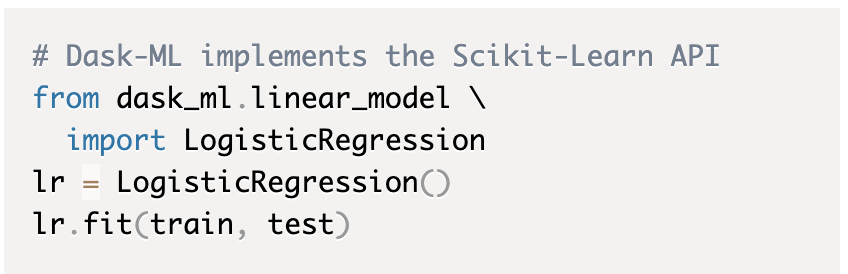 # Dask-ML implements the Scikit-Learn API
from dask_ml.linear_model \
  import LogisticRegression
lr = LogisticRegression()
lr.fit(train, test)